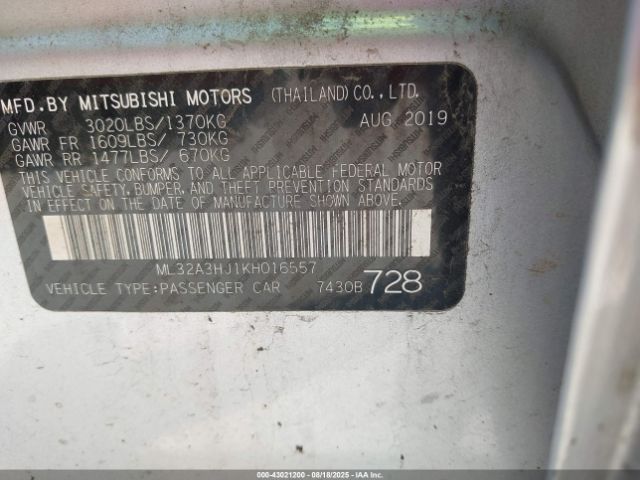 MFD.BY MITSUBISHI MOTORS (THAILAND) CO.,LTD.
GVWR 3020LBS/1370KG AUG. 2019
GAWR FR 1609LBS/ 730KG
GAWR RR 1477LBS/ 670KG
THIS VEHICLE CONFORMS TO ALL APPLICABLE FEDERAL MOTOR
VEHICLE SAFETY, BUMPER, AND THEFT PREVENTION STANDARDS
IN EFFECT ON THE DATE OF MANUFACTURE SHOWN ABOVE.
ML32A3HJ1KH016557
VEHICLE TYPE:PASSENGER CAR 7430B 728
000-43021200 - 08/18/2025 - IAAI.COM